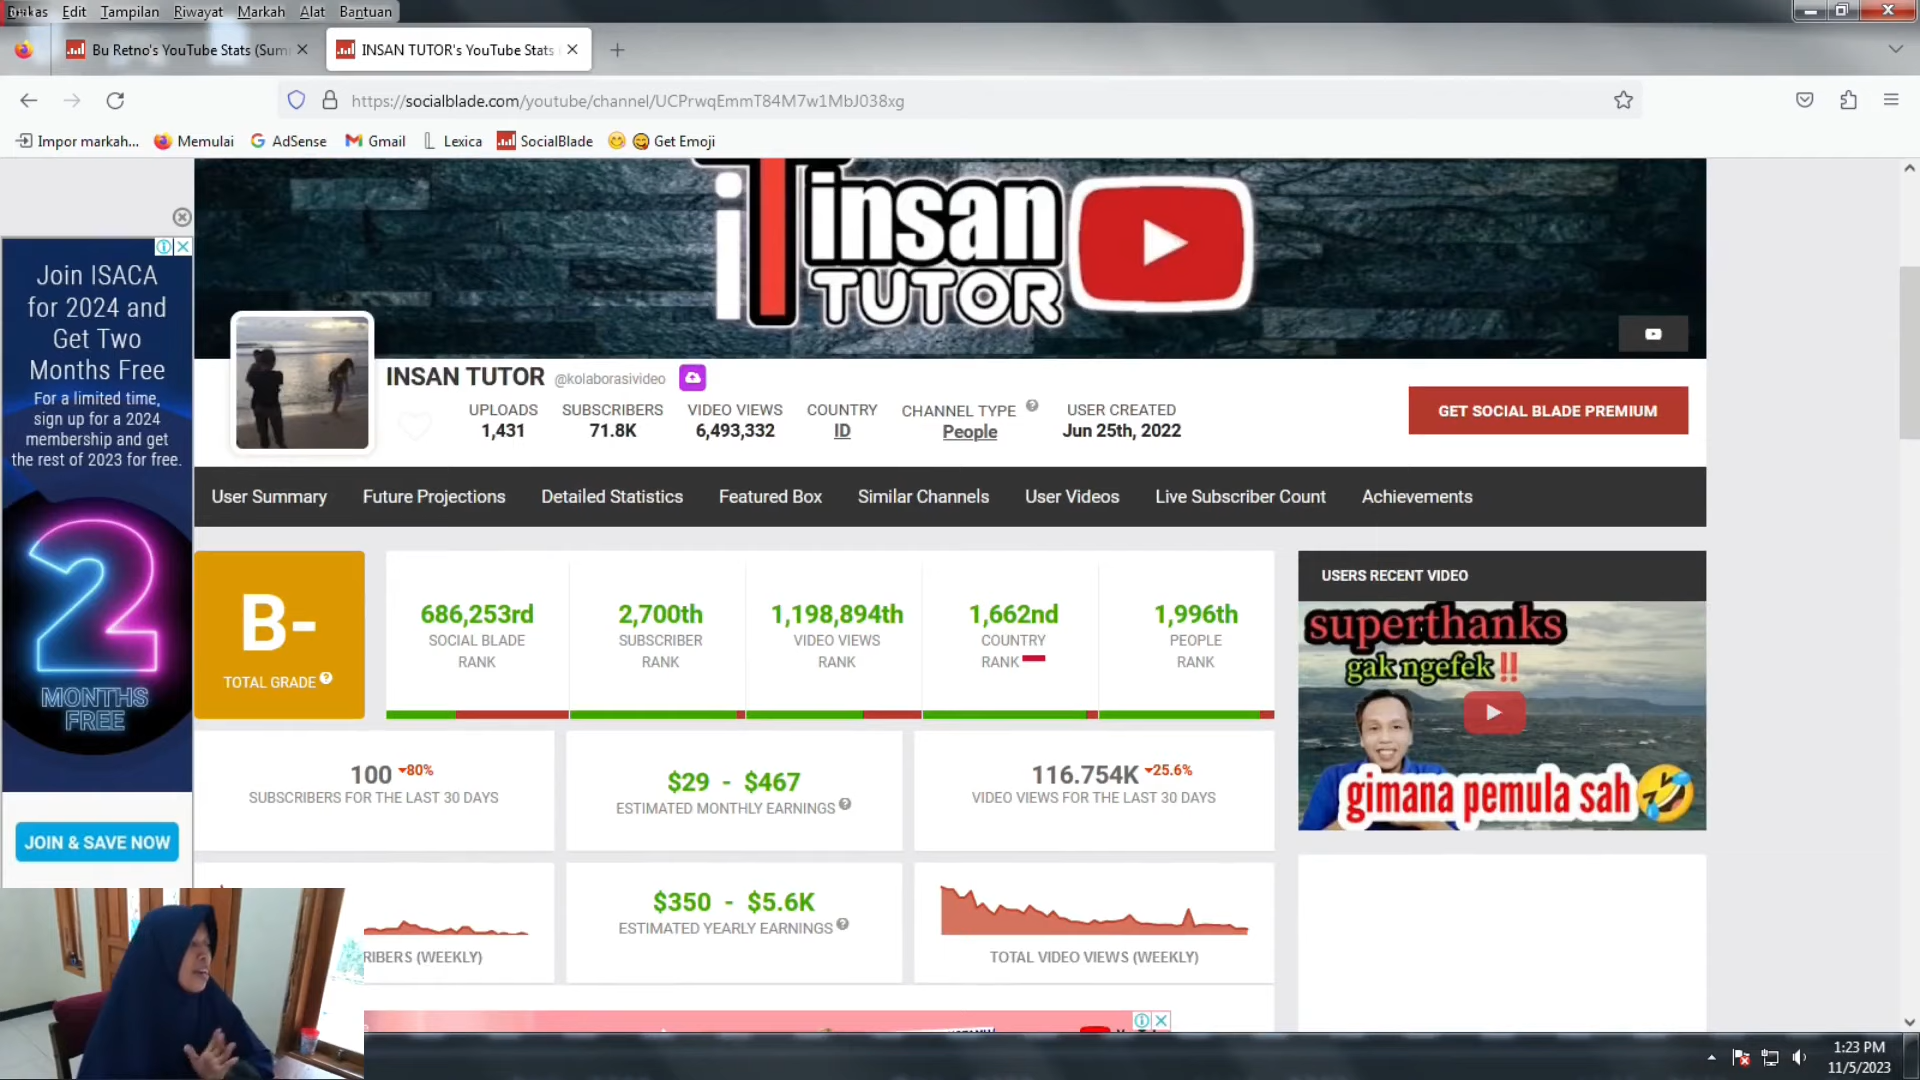 Edit Tampilan Riwayat Markah Alat Bantuan
Bu Retno's YouTube Stats (Sum
INSAN TUTOR's YouTube Stats
https://socialblade.com/youtube/channel/UCPrwqEmmT84M7w1MbJ038xg
Impor markah... Memulai AdSense Gmail Lexica SocialBlade Get Emoji
iT insan
TUTOR
Join ISACA
for 2024 and
Get Two
Months Free
For a limited time,
sign up for a 2024
membership and get
the rest of 2023 for free.
2
MONTHS
FREE
JOIN & SAVE NOW
INSAN TUTOR @kolaborasivideo
UPLOADS SUBSCRIBERS VIDEO VIEWS COUNTRY CHANNEL TYPE USER CREATED
1,431 71.8K 6,493,332 ID People Jun 25th, 2022
GET SOCIAL BLADE PREMIUM
User Summary Future Projections Detailed Statistics Featured Box Similar Channels User Videos Live Subscriber Count Achievements
B-
TOTAL GRADE
686,253rd 2,700th 1,198,894th 1,662nd 1,996th
SOCIAL BLADE SUBSCRIBER VIDEO VIEWS COUNTRY PEOPLE
RANK RANK RANK RANK RANK
USERS RECENT VIDEO
superthanks
gak ngefek!!
gimana pemula sah
100 80%
SUBSCRIBERS FOR THE LAST 30 DAYS
$29 - $467
ESTIMATED MONTHLY EARNINGS
116.754K 25.6%
VIDEO VIEWS FOR THE LAST 30 DAYS
RIBERS (WEEKLY)
$350 - $5.6K
ESTIMATED YEARLY EARNINGS
TOTAL VIDEO VIEWS (WEEKLY)
1:23 PM
11/5/2023